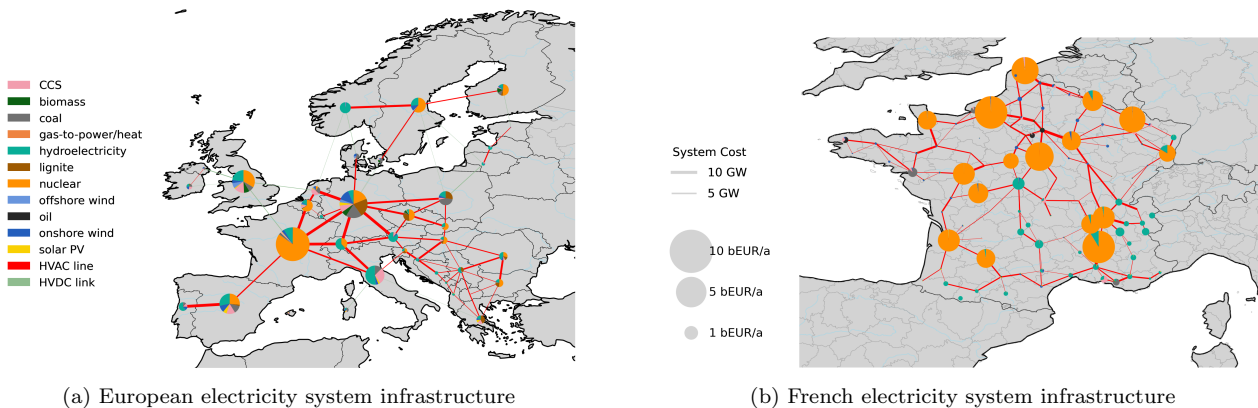 CCS
biomass
coal
gas-to-power/heat
hydroelectricity
lignite
nuclear
offshore wind
oil
onshore wind
solar PV
HVAC line
HVDC link
System Cost
10 GW
5 GW
10 bEUR/a
5 bEUR/a
1 bEUR/a
(a) European electricity system infrastructure
(b) French electricity system infrastructure